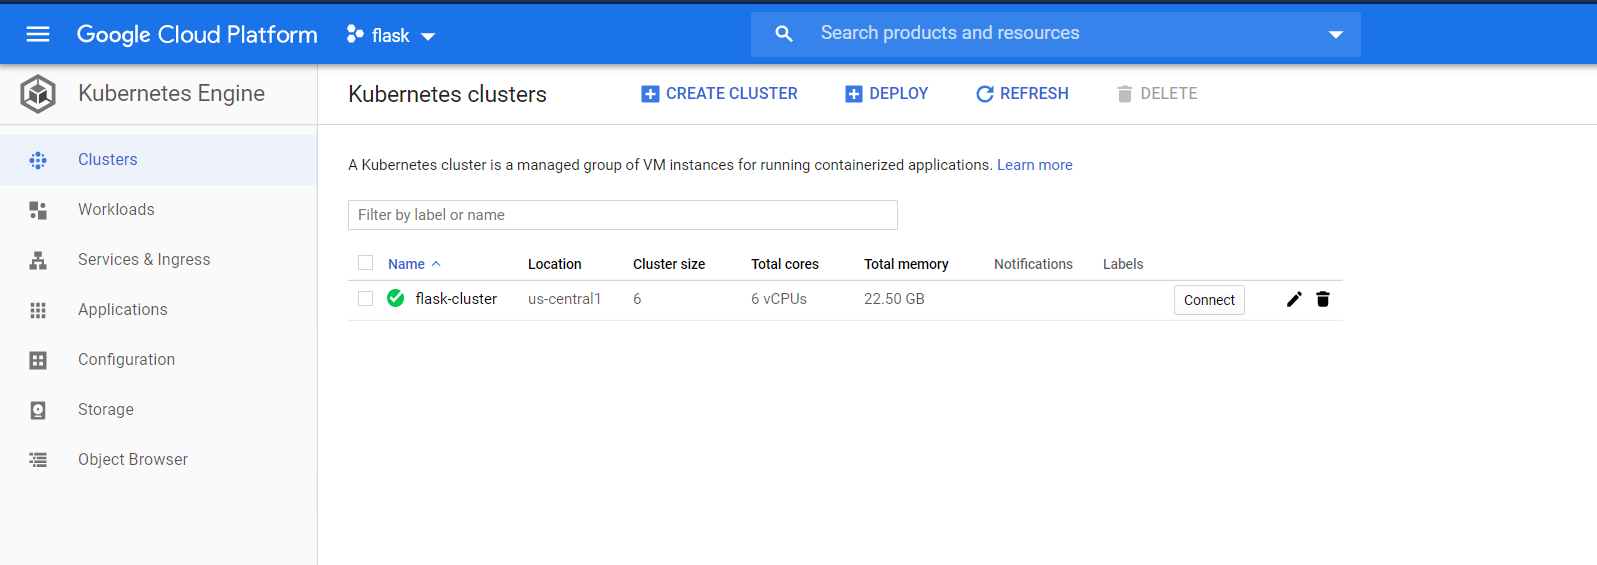 Google Cloud Platform flask Search products and resources
Kubernetes Engine
Kubernetes clusters CREATE CLUSTER DEPLOY REFRESH DELETE
Clusters
Workloads
Services & Ingress
Applications
Configuration
Storage
Object Browser
A Kubernetes cluster is a managed group of VM instances for running containerized applications. Learn more
Filter by label or name
Name Location Cluster size Total cores Total memory Notifications Labels
flask-cluster us-central1 6 6 vCPUs 22.50 GB Connect